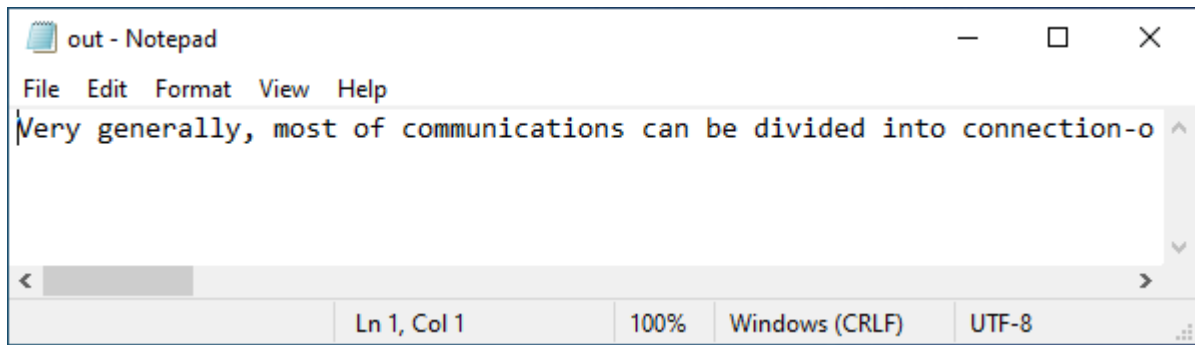 out - Notepad
File Edit Format View Help
Very generally, most of communications can be divided into connection-o
Ln 1, Col 1 100% Windows (CRLF) UTF-8